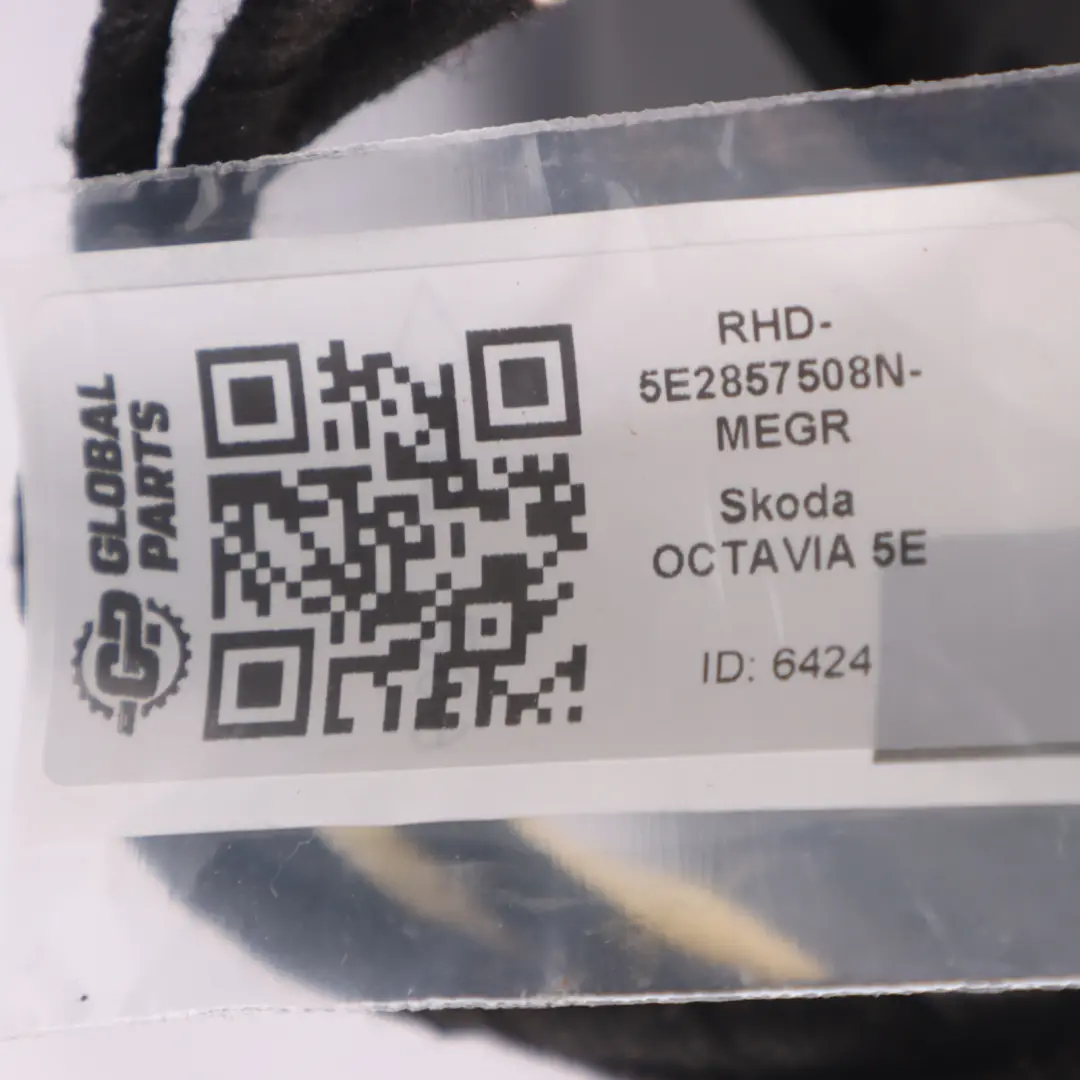 GLOBAL
PARTS
RHD-
5E2857508N-
MEGR
Skoda
OCTAVIA 5E
ID: 6424